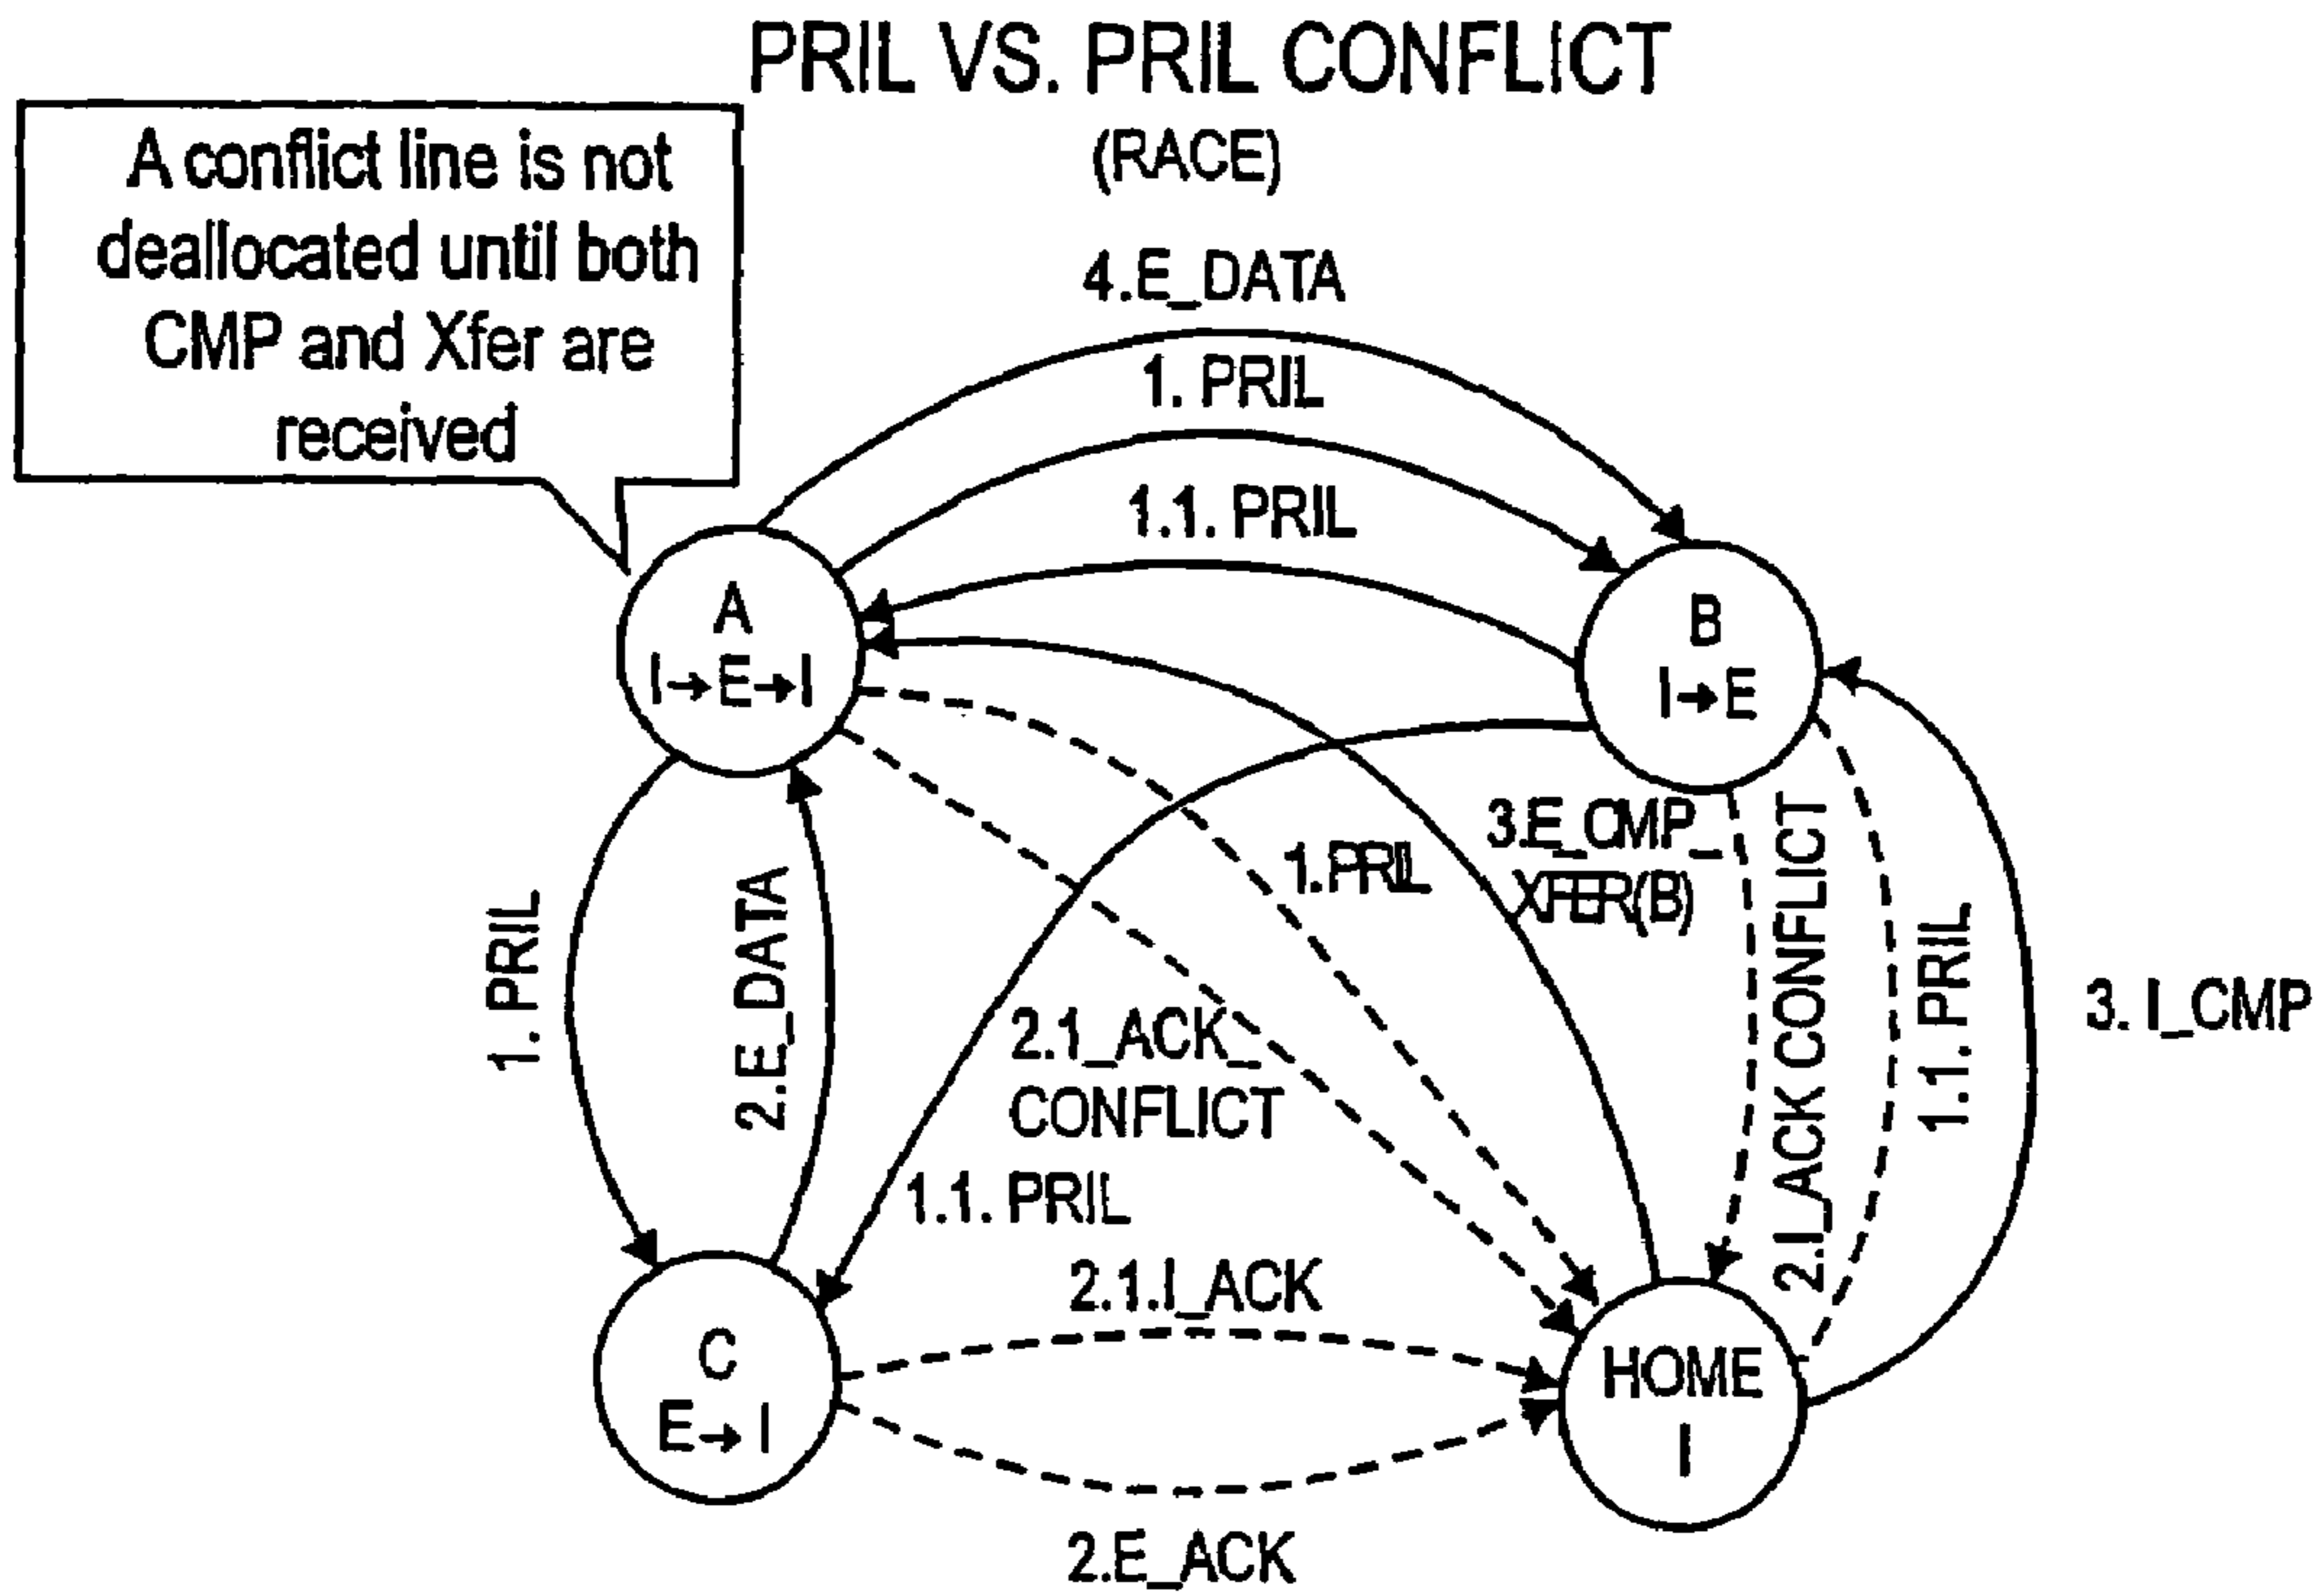 PRIL VS. PRIL CONFLICT
(RACE)
A conflict line is not
deallocated until both
CMP and Xfer are
received
4.E_DATA
1. PRIL
1.1. PRIL
A
I→E→I
B
I→E
3.E_CMP_
XFER(B)
1.PRIL
2.I_ACK CONFLICT
1.1. PRIL
3. I_CMP
1. PRIL
2.E_DATA
2.1_ACK_
CONFLICT
1.1. PRIL
2.1.I_ACK
C
E→I
HOME
I
2.E_ACK